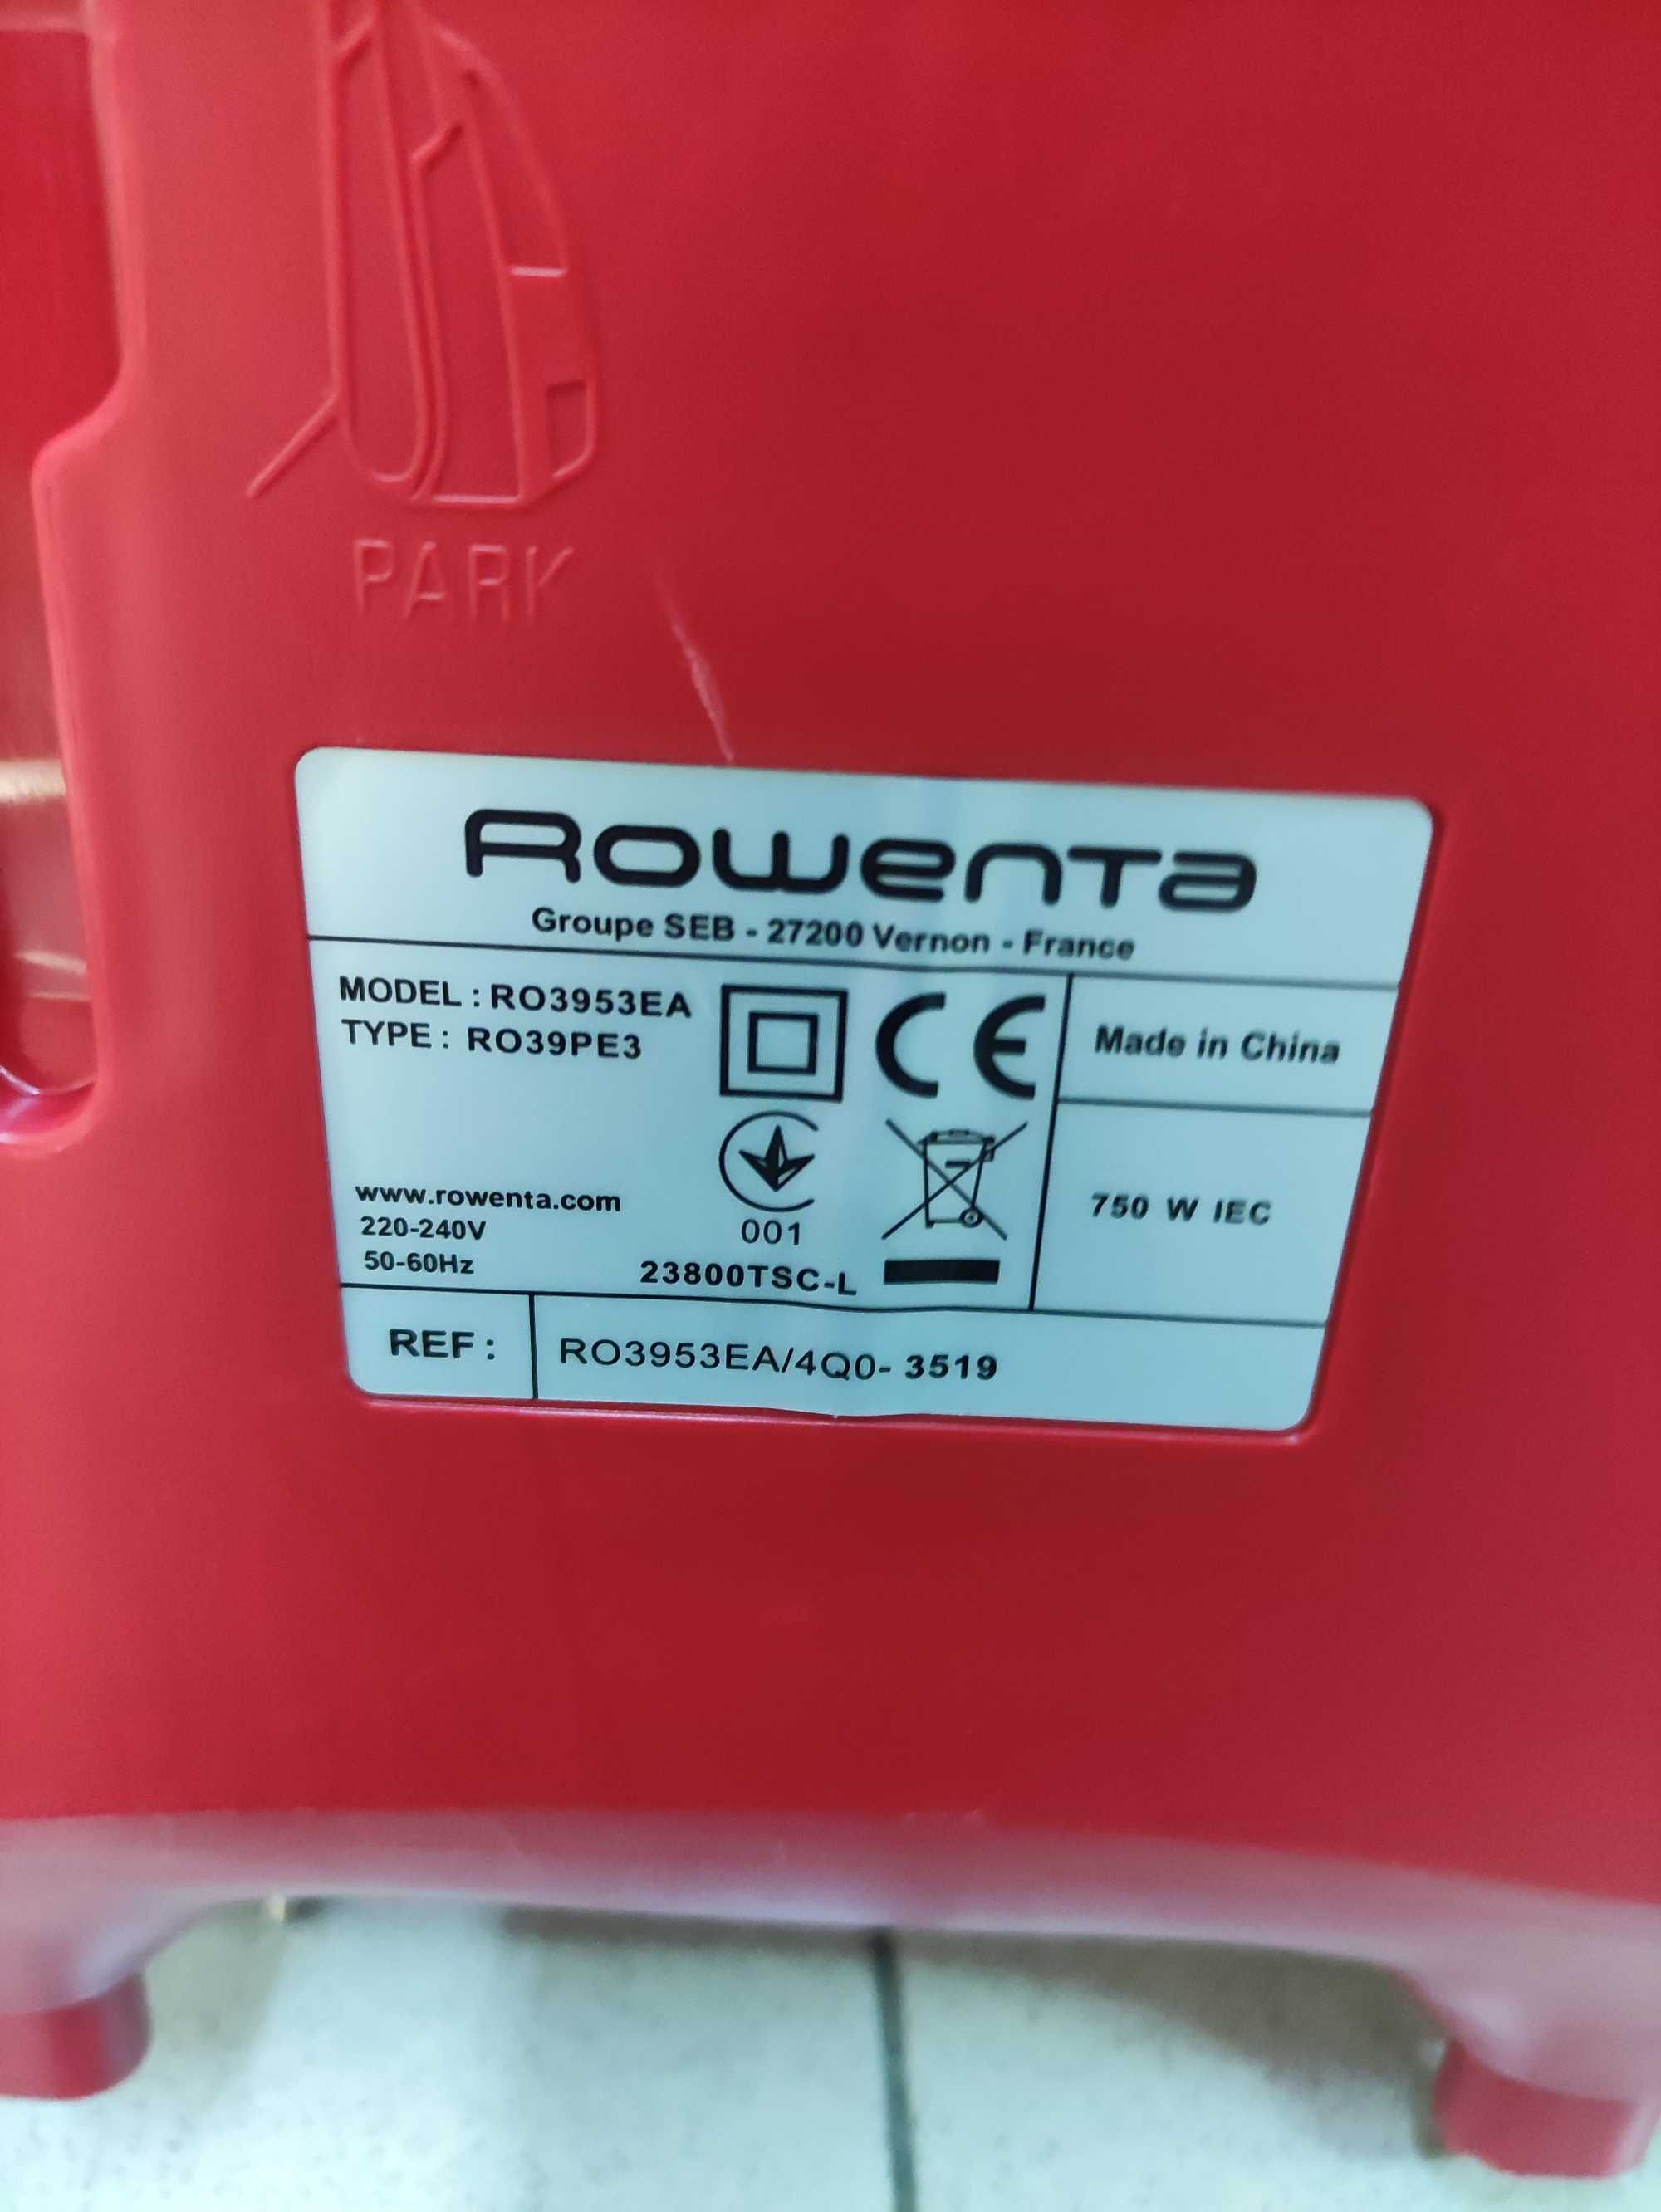 PARK
Rowenta
Groupe SEB - 27200 Vernon - France
MODEL : RO3953EA
TYPE : RO39PE3
CE
Made in China
www.rowenta.com
220-240V
50-60Hz
001
23800TSC-L
750 W IEC
REF :
RO3953EA/4Q0- 3519